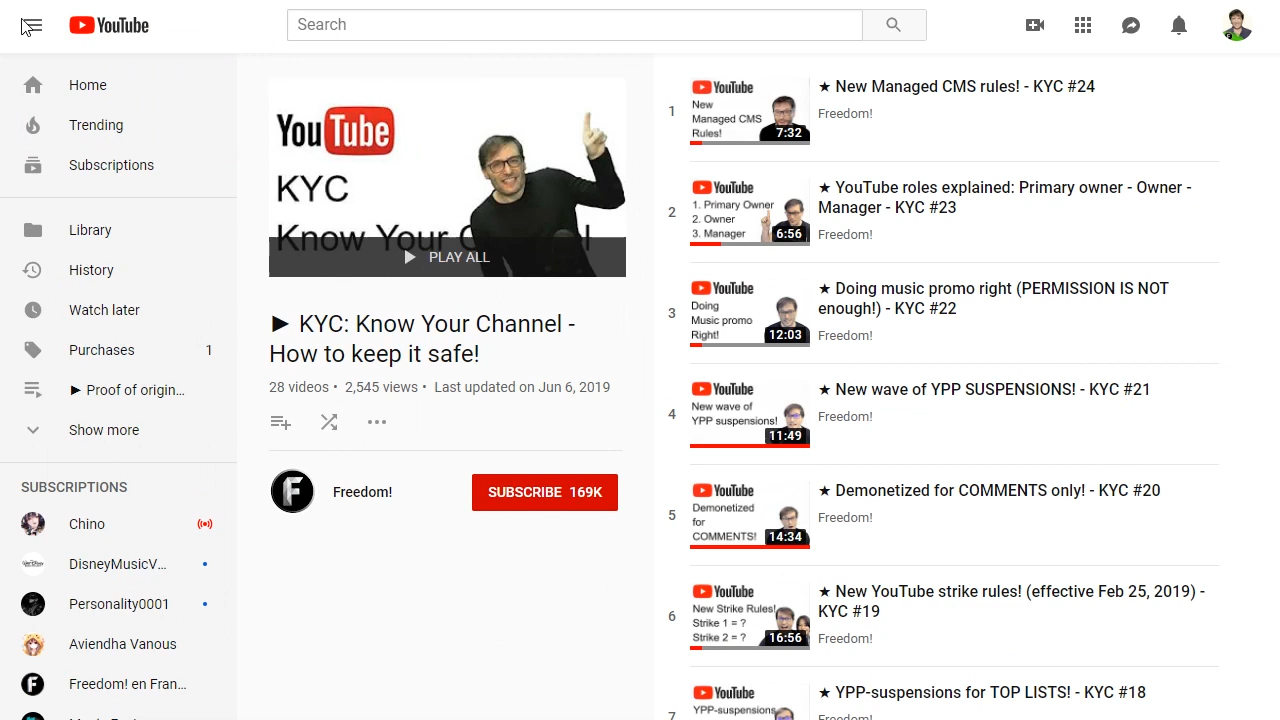 YouTube
Search
Home
Trending
Subscriptions
Library
History
Watch later
Purchases 1
► Proof of origin...
Show more
SUBSCRIPTIONS
Chino
DisneyMusicV...
Personality0001
Aviendha Vanous
Freedom! en Fran...
YouTube
KYC
Know Your C
PLAY ALL
► KYC: Know Your Channel -
How to keep it safe!
28 videos • 2,545 views • Last updated on Jun 6, 2019
F
Freedom!
SUBSCRIBE 169K
1
YouTube
New
Managed CMS
Rules!
7:32
★ New Managed CMS rules! - KYC #24
Freedom!
2
YouTube
1. Primary Owner
2. Owner
3. Manager
6:56
★ YouTube roles explained: Primary owner - Owner -
Manager - KYC #23
Freedom!
3
YouTube
Doing
Music promo
Right!
12:03
★ Doing music promo right (PERMISSION IS NOT
enough!) - KYC #22
Freedom!
4
YouTube
New wave of
YPP suspensions!
11:49
★ New wave of YPP SUSPENSIONS! - KYC #21
Freedom!
5
YouTube
Demonetized
for
COMMENTS!
14:34
★ Demonetized for COMMENTS only! - KYC #20
Freedom!
6
YouTube
New Strike Rules!
Strike 1 = ?
Strike 2 = ?
16:56
★ New YouTube strike rules! (effective Feb 25, 2019) -
KYC #19
Freedom!
7
YouTube
YPP-suspensions
★ YPP-suspensions for TOP LISTS! - KYC #18
Freedom!